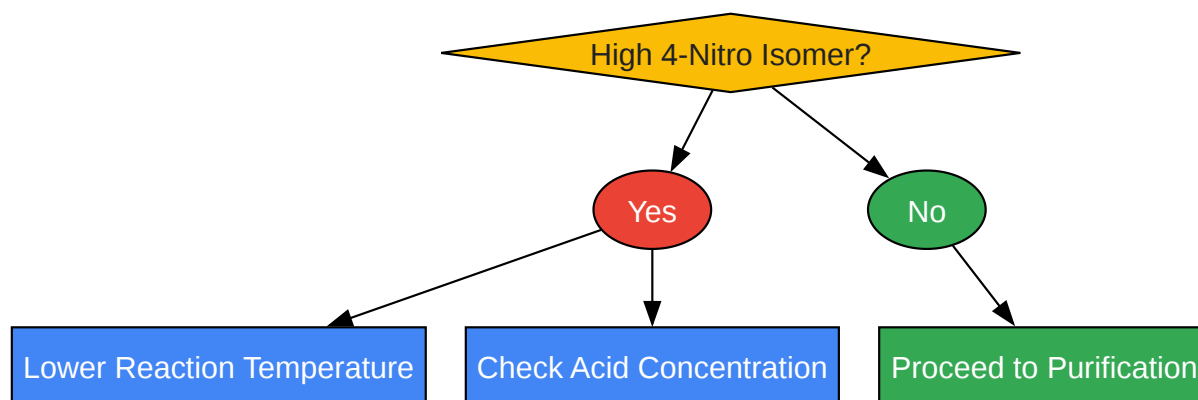 High 4-Nitro Isomer?
Yes
No
Lower Reaction Temperature
Check Acid Concentration
Proceed to Purification